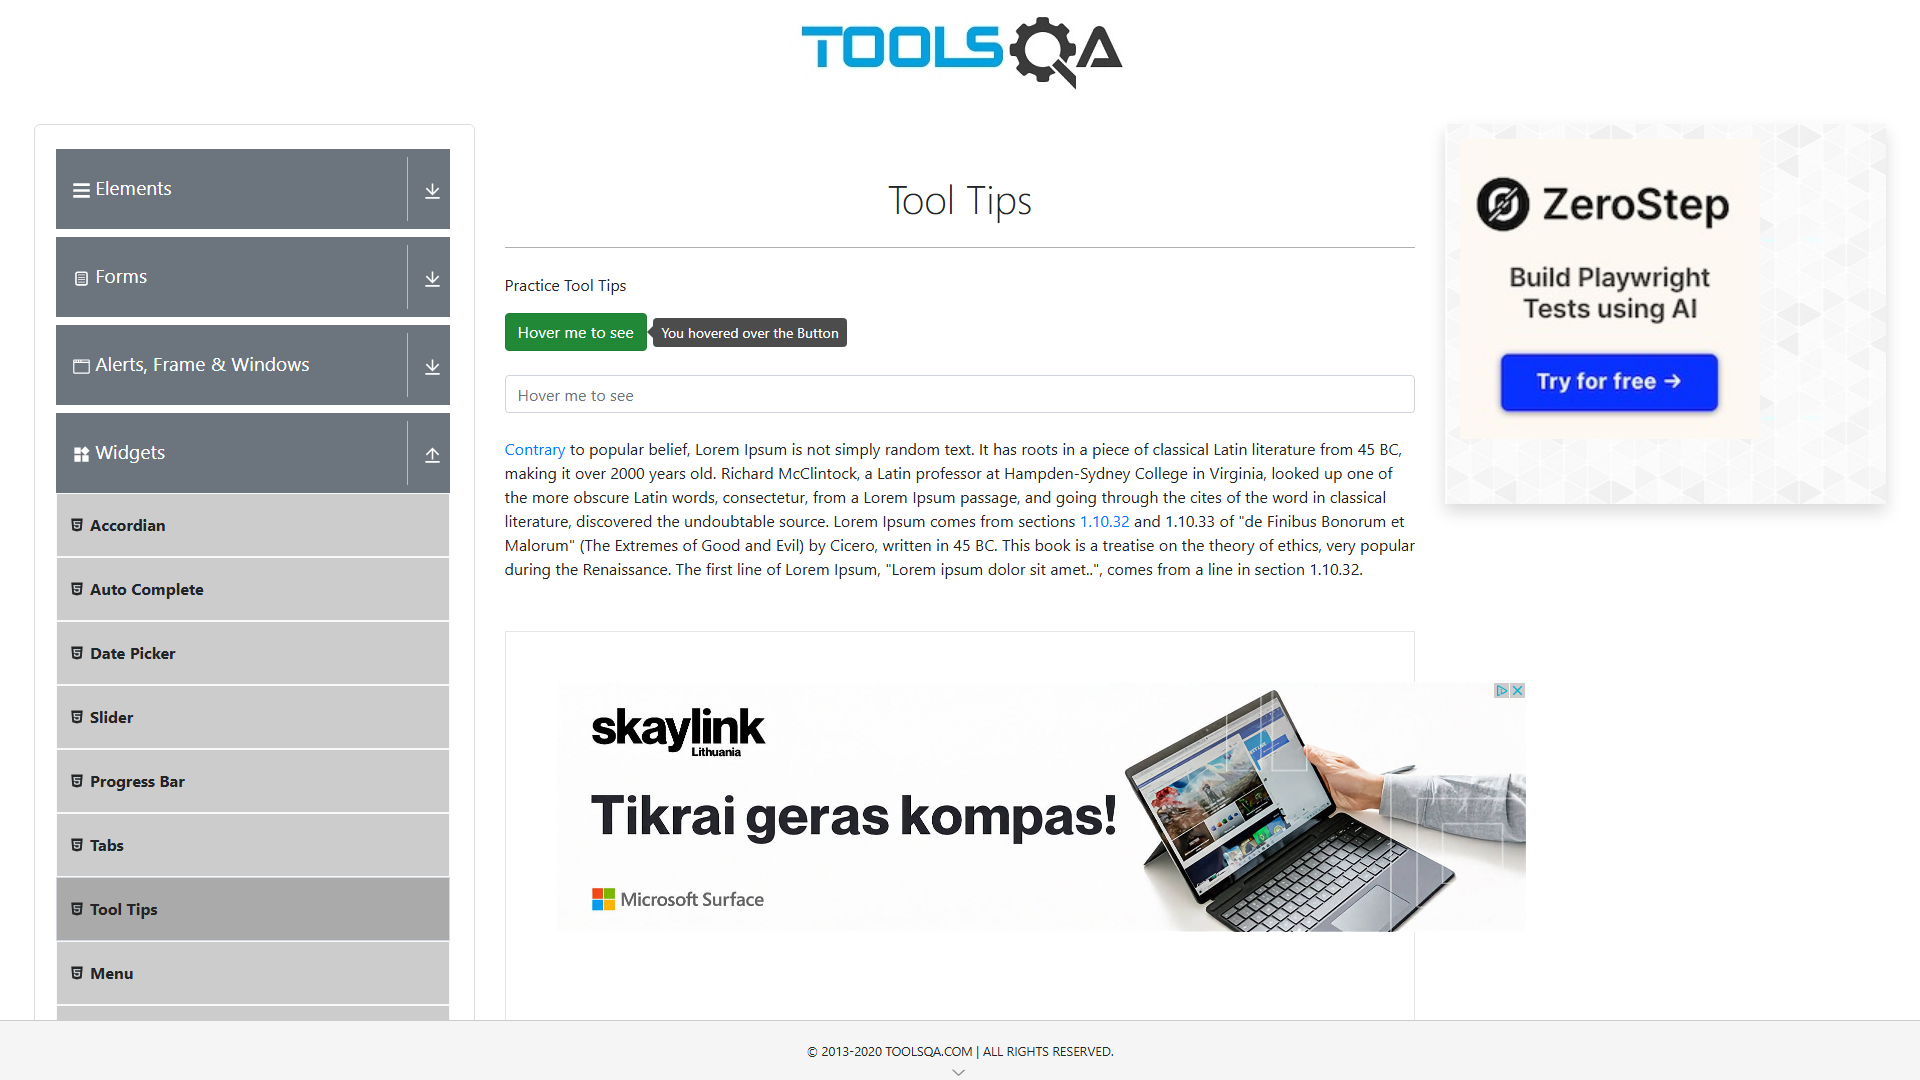 TOOLSQA
Elements
Forms
Alerts, Frame & Windows
Widgets
Accordian
Auto Complete
Date Picker
Slider
Progress Bar
Tabs
Tool Tips
Menu
Tool Tips
Practice Tool Tips
Hover me to see
You hovered over the Button
Hover me to see
Contrary to popular belief, Lorem Ipsum is not simply random text. It has roots in a piece of classical Latin literature from 45 BC,
making it over 2000 years old. Richard McClintock, a Latin professor at Hampden-Sydney College in Virginia, looked up one of
the more obscure Latin words, consectetur, from a Lorem Ipsum passage, and going through the cites of the word in classical
literature, discovered the undoubtable source. Lorem Ipsum comes from sections 1.10.32 and 1.10.33 of "de Finibus Bonorum et
Malorum" (The Extremes of Good and Evil) by Cicero, written in 45 BC. This book is a treatise on the theory of ethics, very popular
during the Renaissance. The first line of Lorem Ipsum, "Lorem ipsum dolor sit amet..", comes from a line in section 1.10.32.
skaylink
Lithuania
Tikrai geras kompas!
Microsoft Surface
ZeroStep
Build Playwright
Tests using AI
Try for free →
© 2013-2020 TOOLSQA.COM | ALL RIGHTS RESERVED.